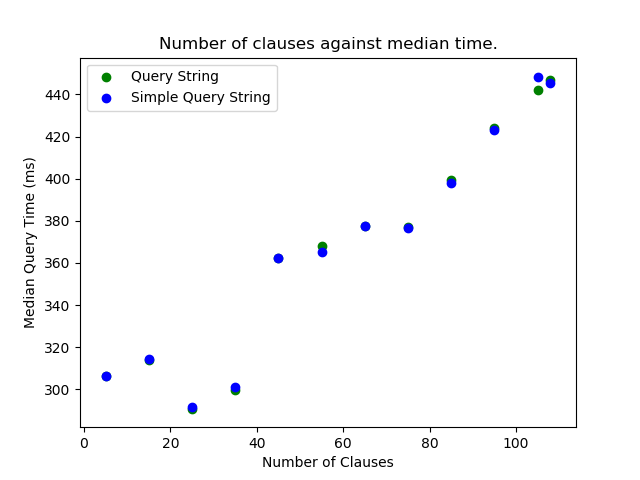 Number of clauses against median time.
Query String
Simple Query String
440
420
400
380
360
340
320
300
Median Query Time (ms)
0 20 40 60 80 100
Number of Clauses